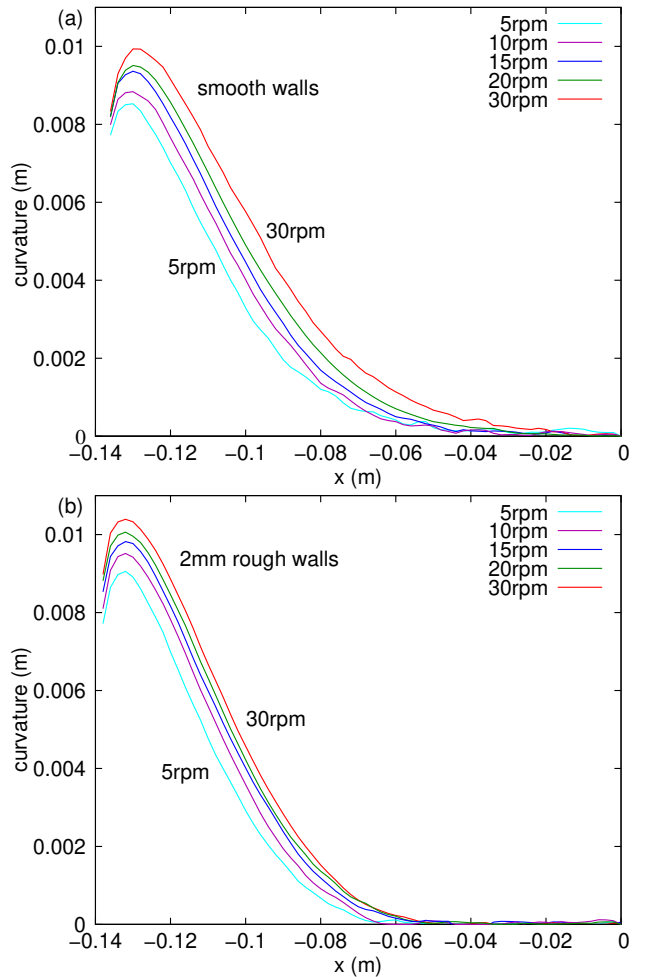 (a)
5rpm
10rpm
15rpm
20rpm
30rpm
smooth walls
30rpm
5rpm
curvature (m)
0.01
0.008
0.006
0.004
0.002
0
−0.14 −0.12 −0.1 −0.08 −0.06 −0.04 −0.02 0
x (m)
(b)
5rpm
10rpm
15rpm
20rpm
30rpm
2mm rough walls
30rpm
5rpm
curvature (m)
0.01
0.008
0.006
0.004
0.002
0
−0.14 −0.12 −0.1 −0.08 −0.06 −0.04 −0.02 0
x (m)